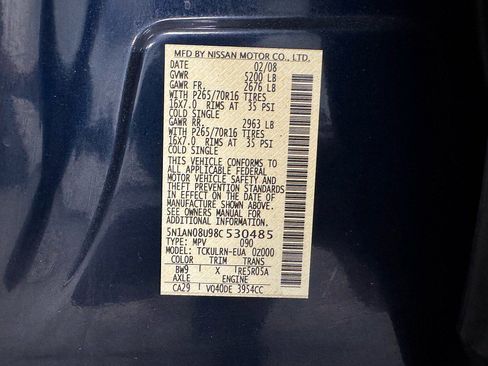 MFD BY NISSAN MOTOR CO., LTD.
DATE 02/08
GVWR 5200 LB
GAWR FR. 2676 LB
WITH P265/70R16 TIRES
16X7.0 RIMS AT 35 PSI
COLD SINGLE
GAWR RR. 2963 LB
WITH P265/70R16 TIRES
16X7.0 RIMS AT 35 PSI
COLD SINGLE
THIS VEHICLE CONFORMS TO
ALL APPLICABLE FEDERAL
MOTOR VEHICLE SAFETY AND
THEFT PREVENTION STANDARDS
IN EFFECT ON THE DATE OF
MANUFACTURE SHOWN ABOVE.
SEE OWNERS MANUAL FOR
ADDITIONAL INFORMATION.
5N1AN08U98C530485
TYPE: MPV 090
MODEL: TCKULRN-EUA 02000
COLOR TRIM TRANS
BW9 X RE5R05A
AXLE ENGINE
CA29 VQ40DE 3954CC